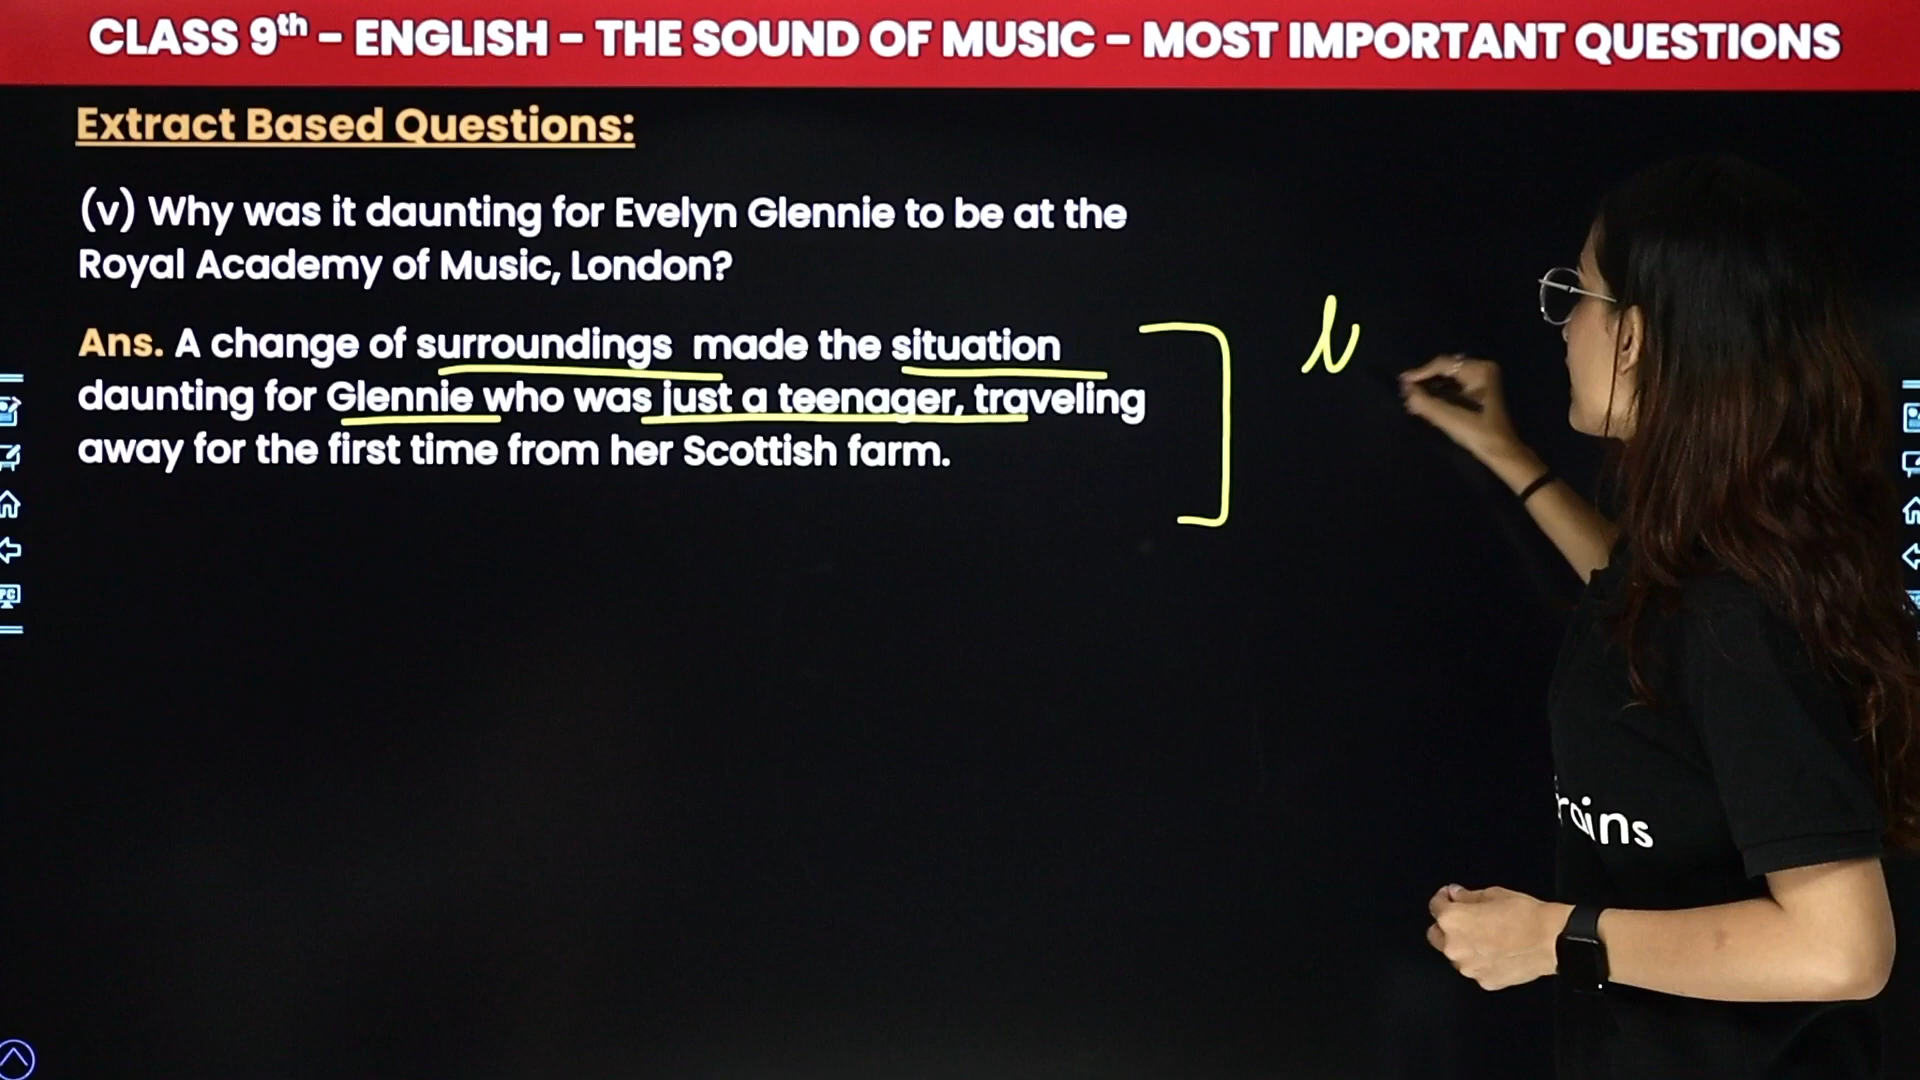 CLASS 9th – ENGLISH – THE SOUND OF MUSIC – MOST IMPORTANT QUESTIONS
Extract Based Questions:
(v) Why was it daunting for Evelyn Glennie to be at the
Royal Academy of Music, London?
Ans. A change of surroundings made the situation
daunting for Glennie who was just a teenager, traveling
away for the first time from her Scottish farm.